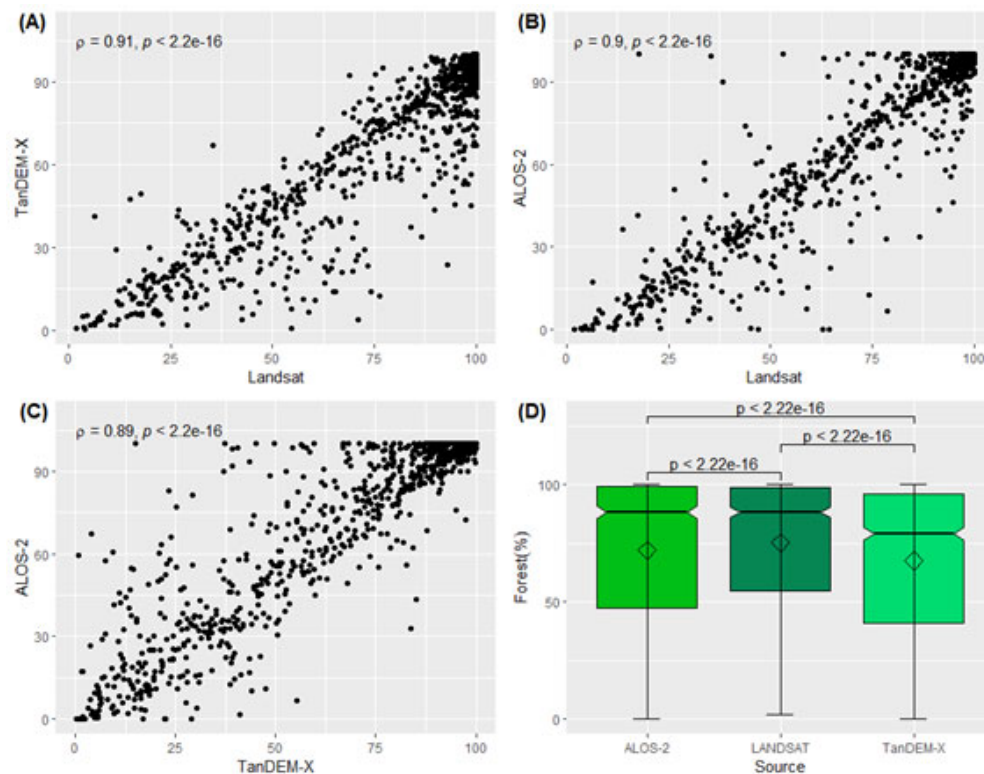 (A)
ρ = 0.91, p < 2.2e-16
TanDEM-X
90
60
30
0
0 25 50 75 100
Landsat
(B)
ρ = 0.9, p < 2.2e-16
ALOS-2
90
60
30
0
0 25 50 75 100
Landsat
(C)
ρ = 0.89, p < 2.2e-16
ALOS-2
90
60
30
0
0 25 50 75 100
TanDEM-X
(D)
p < 2.22e-16
p < 2.22e-16
p < 2.22e-16
Forest(%)
100
50
0
ALOS-2 LANDSAT TanDEM-X
Source